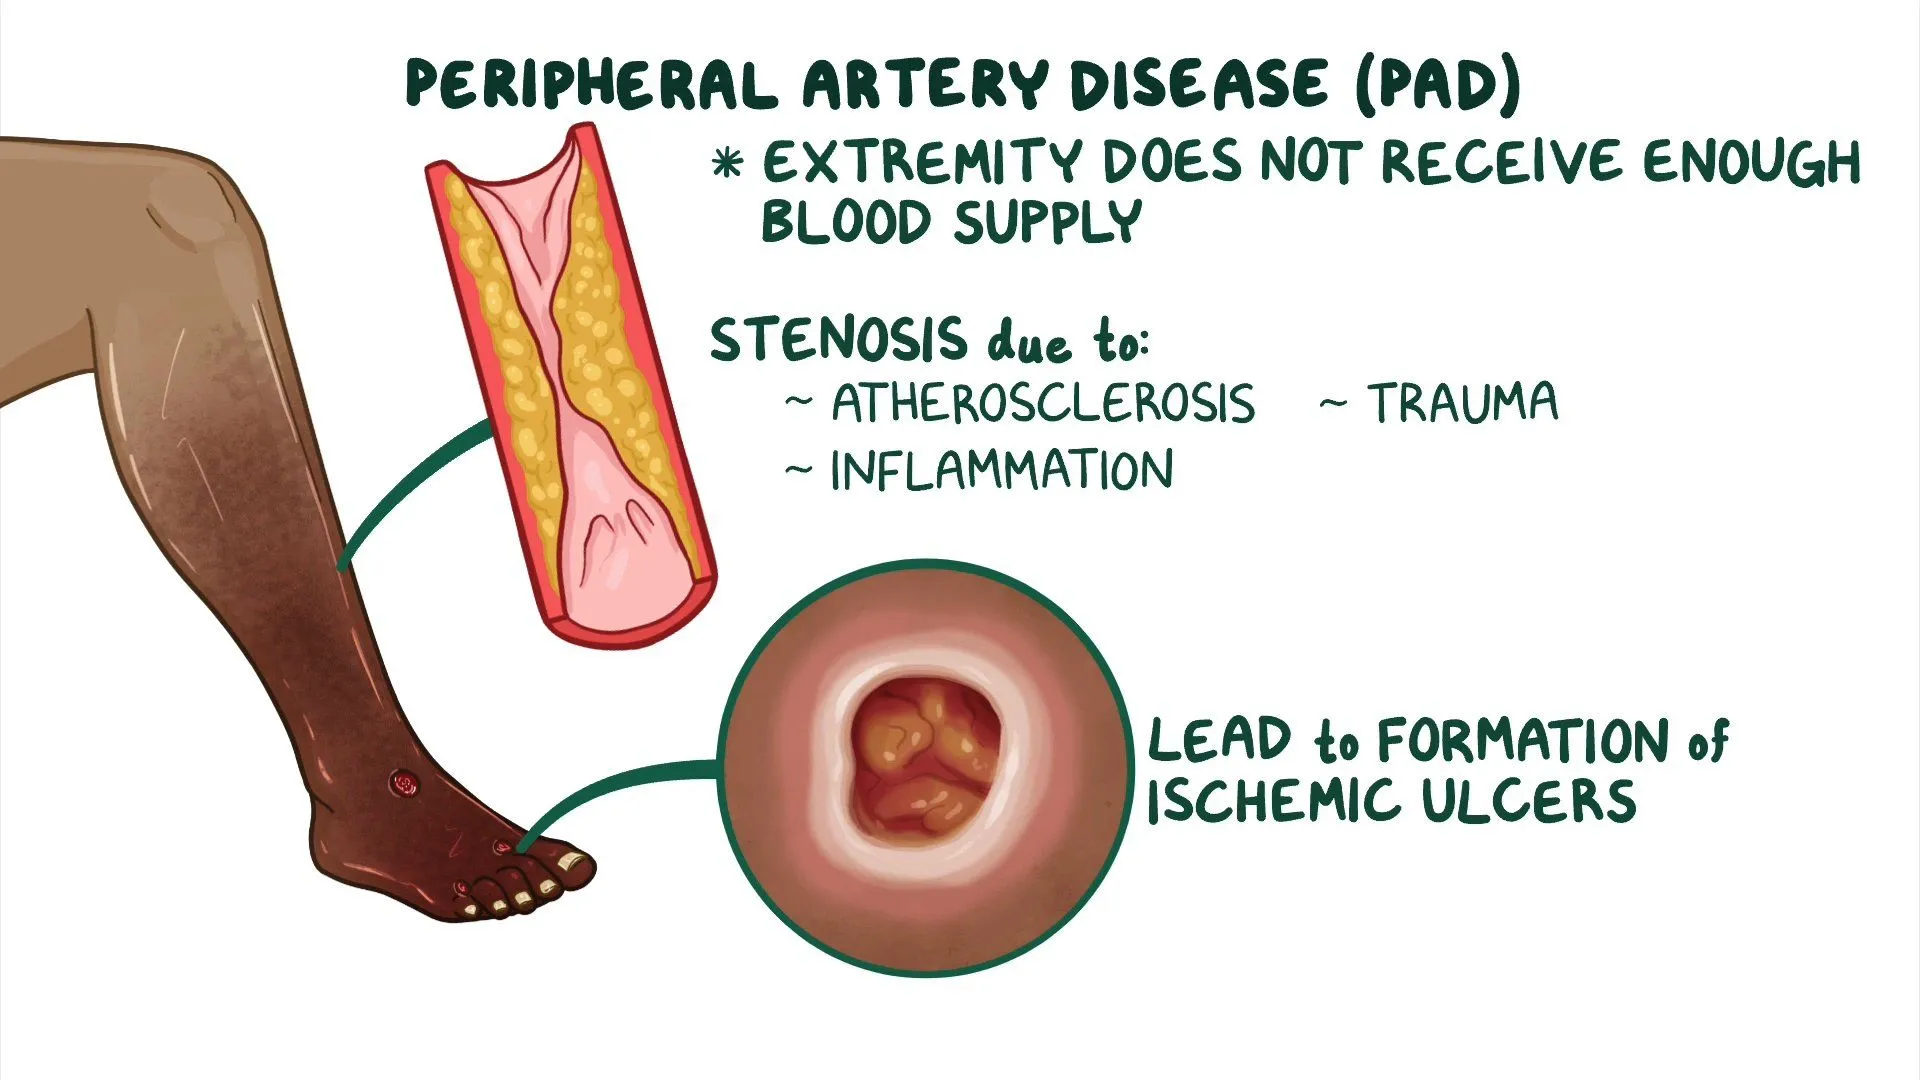 PERIPHERAL ARTERY DISEASE (PAD)
* EXTREMITY DOES NOT RECEIVE ENOUGH
BLOOD SUPPLY
STENOSIS due to:
~ ATHEROSCLEROSIS ~ TRAUMA
~ INFLAMMATION
LEAD to FORMATION of
ISCHEMIC ULCERS